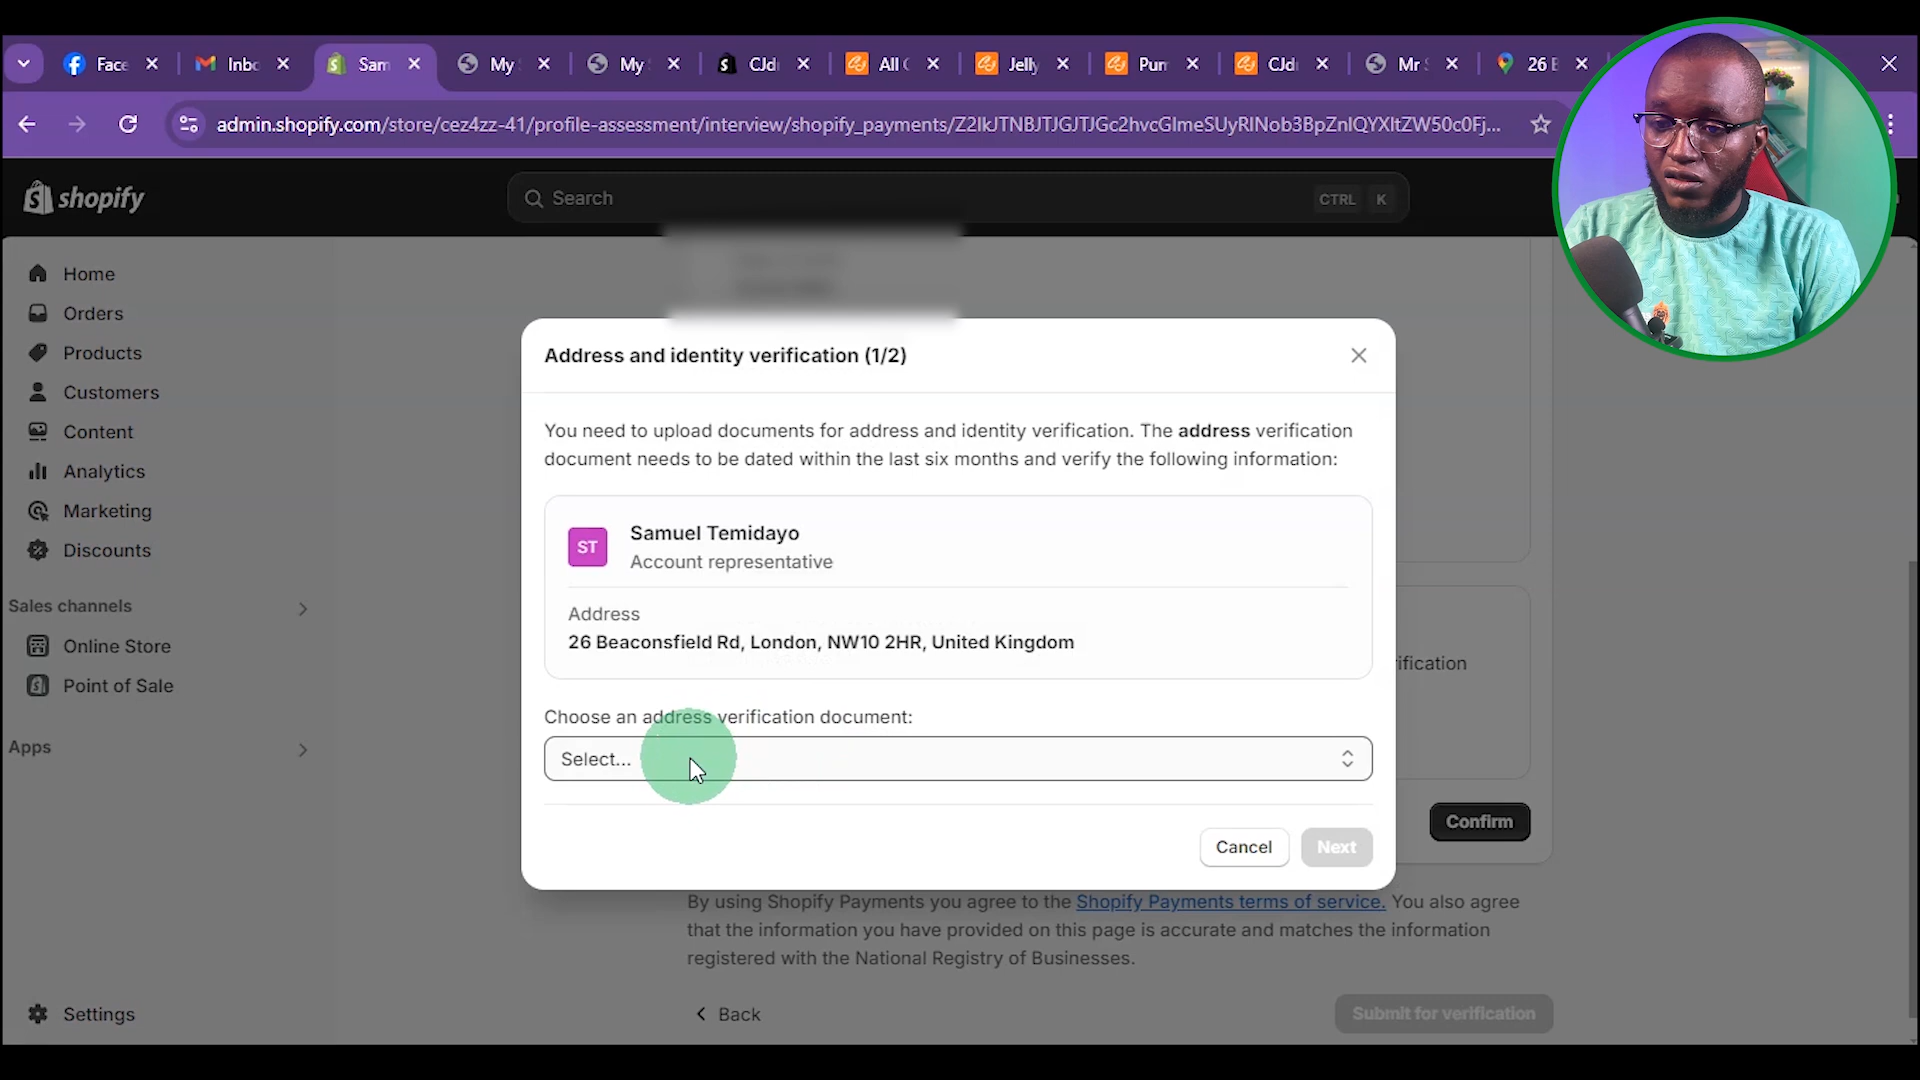 Face
Inbo
Sam
My
My
CJd
All C
Jelly
Pun
CJd
Mr S
26 B
admin.shopify.com/store/cez4zz-41/profile-assessment/interview/shopify_payments/Z2lkJTNBJTJGJTJGc2hvcGlmeSUyRlNob3BpZnlQYXltZW50c0Fj...
shopify
Search
CTRL K
Home
Orders
Products
Customers
Content
Analytics
Marketing
Discounts
Sales channels
Online Store
Point of Sale
Apps
Settings
Address and identity verification (1/2)
You need to upload documents for address and identity verification. The address verification
document needs to be dated within the last six months and verify the following information:
ST
Samuel Temidayo
Account representative
Address
26 Beaconsfield Rd, London, NW10 2HR, United Kingdom
ification
Choose an address verification document:
Select...
Confirm
Cancel
Next
By using Shopify Payments you agree to the Shopify Payments terms of service. You also agree
that the information you have provided on this page is accurate and matches the information
registered with the National Registry of Businesses.
Back
Submit for verification